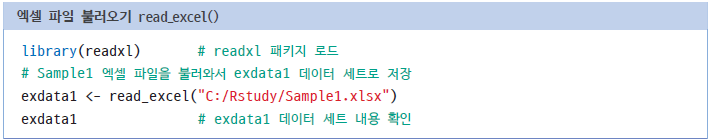 엑셀 파일 불러오기 read_excel()
library(readxl) # readxl 패키지 로드
# Sample1 엑셀 파일을 불러와서 exdata1 데이터 세트로 저장
exdata1 <- read_excel("C:/Rstudy/Sample1.xlsx")
exdata1 # exdata1 데이터 세트 내용 확인